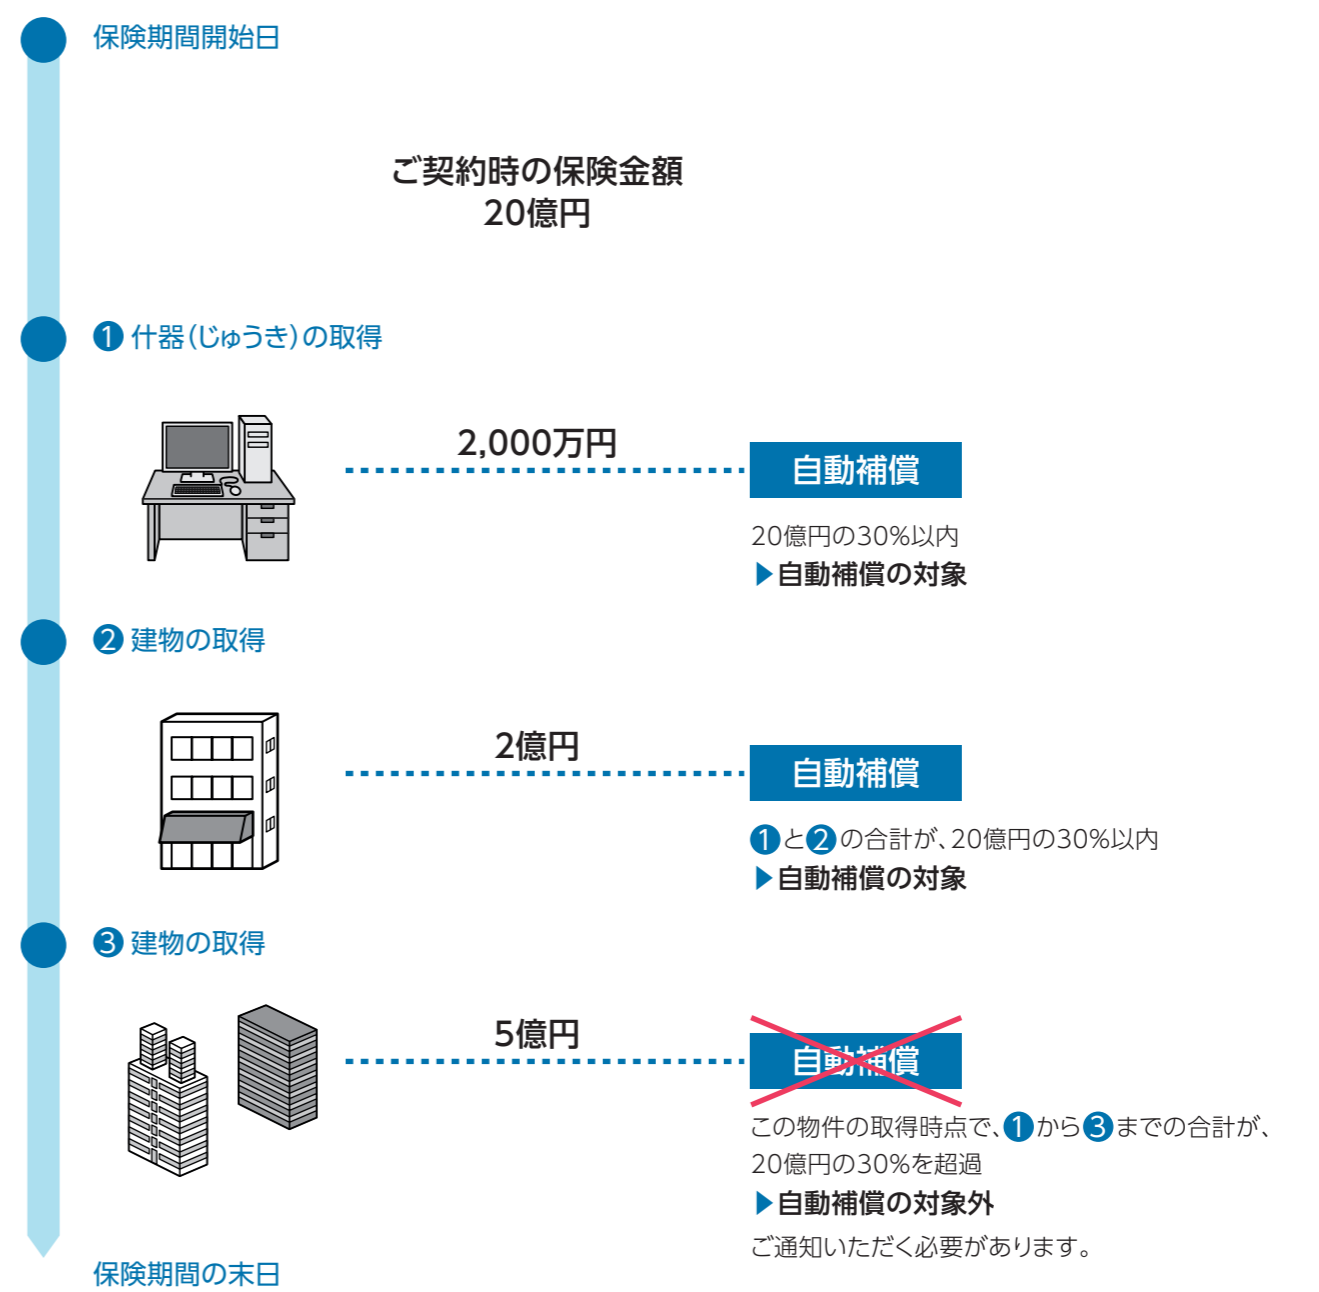 保険期間開始日
ご契約時の保険金額
20億円
❶ 什器(じゅうき)の取得
2,000万円
自動補償
20億円の30%以内
▶自動補償の対象
❷ 建物の取得
2億円
自動補償
❶と❷の合計が、20億円の30%以内
▶自動補償の対象
❸ 建物の取得
5億円
自動補償
この物件の取得時点で、❶から❸までの合計が、
20億円の30%を超過
▶自動補償の対象外
ご通知いただく必要があります。
保険期間の末日